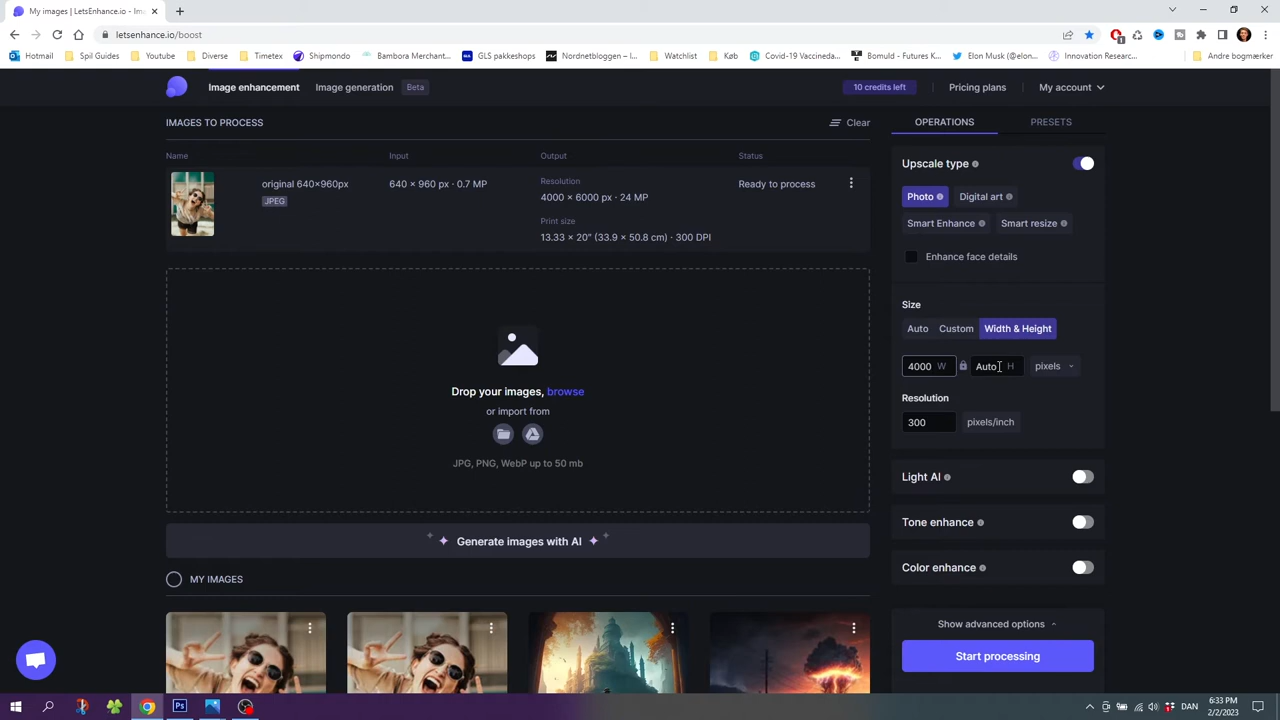 My images | LetsEnhance.io - Im
letsenhance.io/boost
Hotmail
Spil Guides
Youtube
Diverse
Timetex
Shipmondo
Bambora Merchant...
GLS pakkeshops
Nordnetbloggen – I...
Watchlist
Køb
Covid-19 Vaccineda...
Bomuld - Futures K...
Elon Musk (@elon...
Innovation Researc...
Andre bogmærker
Image enhancement
Image generation
Beta
10 credits left
Pricing plans
My account
IMAGES TO PROCESS
Clear
Name
Input
Output
Status
original 640x960px
JPEG
640 × 960 px · 0.7 MP
Resolution
4000 × 6000 px · 24 MP
Print size
13.33 × 20″ (33.9 × 50.8 cm) · 300 DPI
Ready to process
Drop your images, browse
or import from
JPG, PNG, WebP up to 50 mb
Generate images with AI
MY IMAGES
OPERATIONS
PRESETS
Upscale type
Photo
Digital art
Smart Enhance
Smart resize
Enhance face details
Size
Auto
Custom
Width & Height
4000 W
Auto H
pixels
Resolution
300
pixels/inch
Light AI
Tone enhance
Color enhance
Show advanced options
Start processing
DAN
6:33 PM
2/2/2023